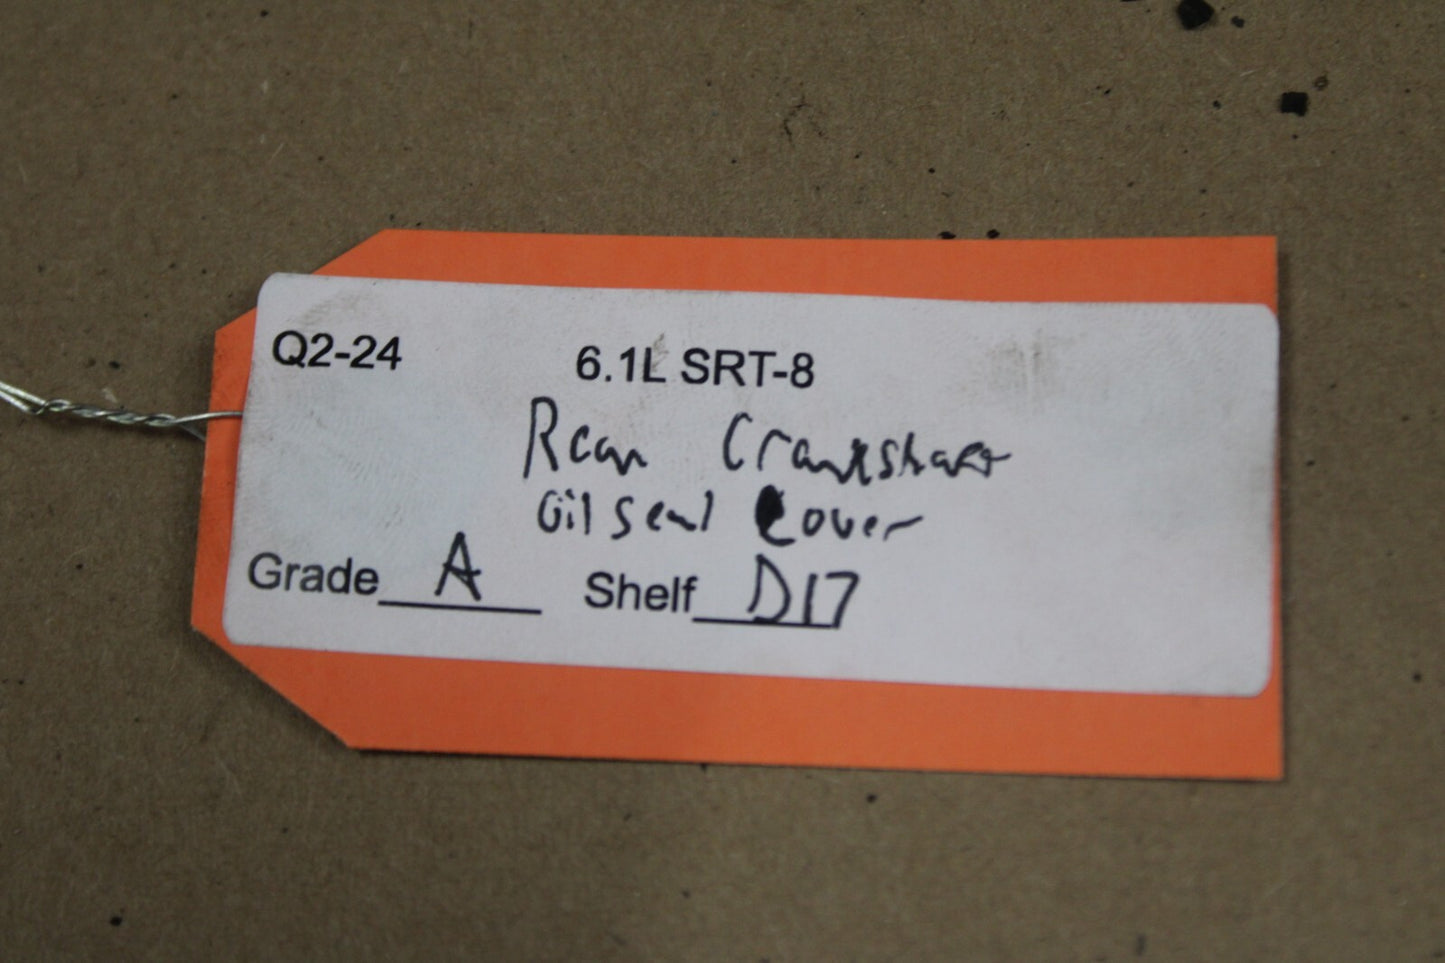 Q2-24 6.1L SRT-8
Rear Crankshaft
Oil seal Cover
Grade A Shelf D17